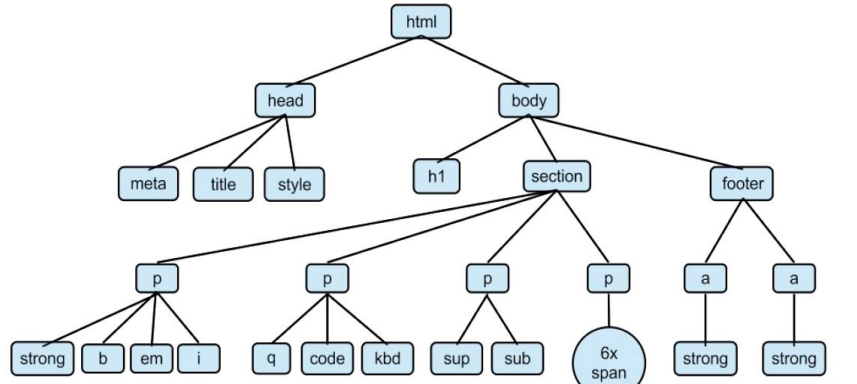 html
head
body
meta
title
style
h1
section
footer
p
p
p
p
a
a
strong
b
em
i
q
code
kbd
sup
sub
6x
span
strong
strong